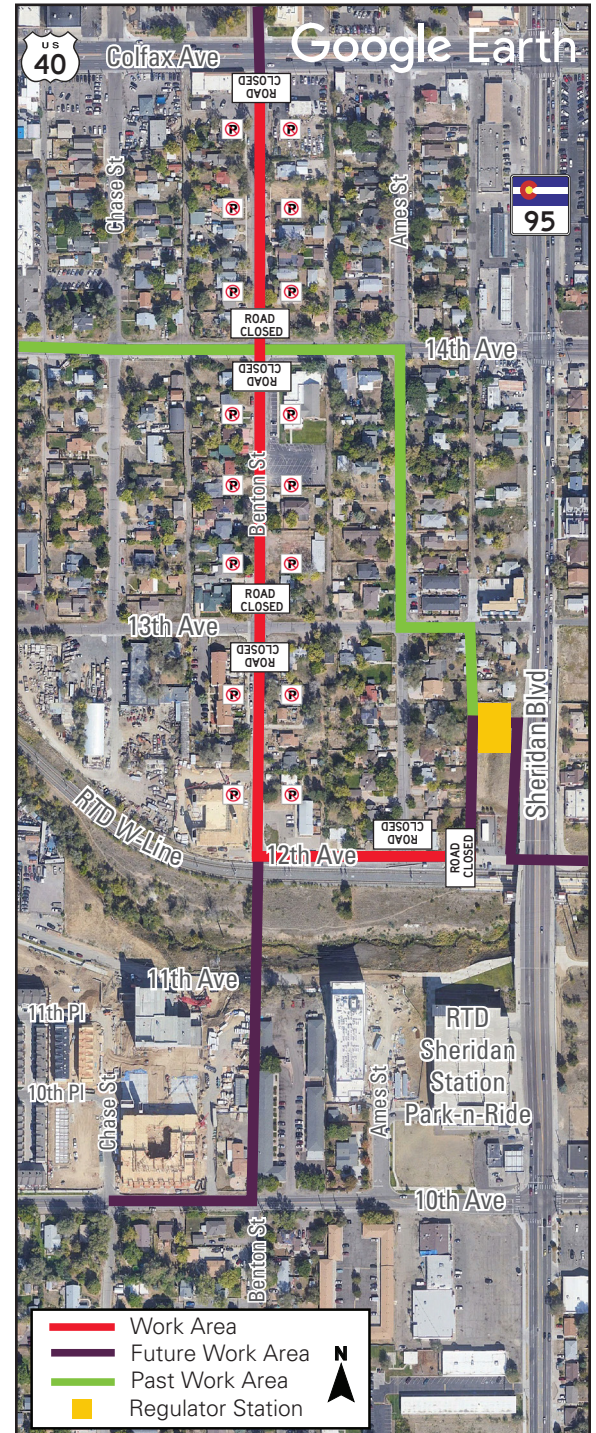 US
40
Colfax Ave
Google Earth
ROAD
CLOSED
P
P
Chase St
Ames St
95
P
P
P
P
ROAD
CLOSED
14th Ave
ROAD
CLOSED
P
P
Benton St
P
P
P
P
ROAD
CLOSED
13th Ave
ROAD
CLOSED
P
P
Sheridan Blvd
P
P
RTD W-Line
ROAD
CLOSED
12th Ave
ROAD
CLOSED
11th Ave
11th Pl
RTD
Sheridan
Station
Park-n-Ride
10th Pl
Chase St
Ames St
10th Ave
Benton St
Work Area
Future Work Area
Past Work Area
Regulator Station
N